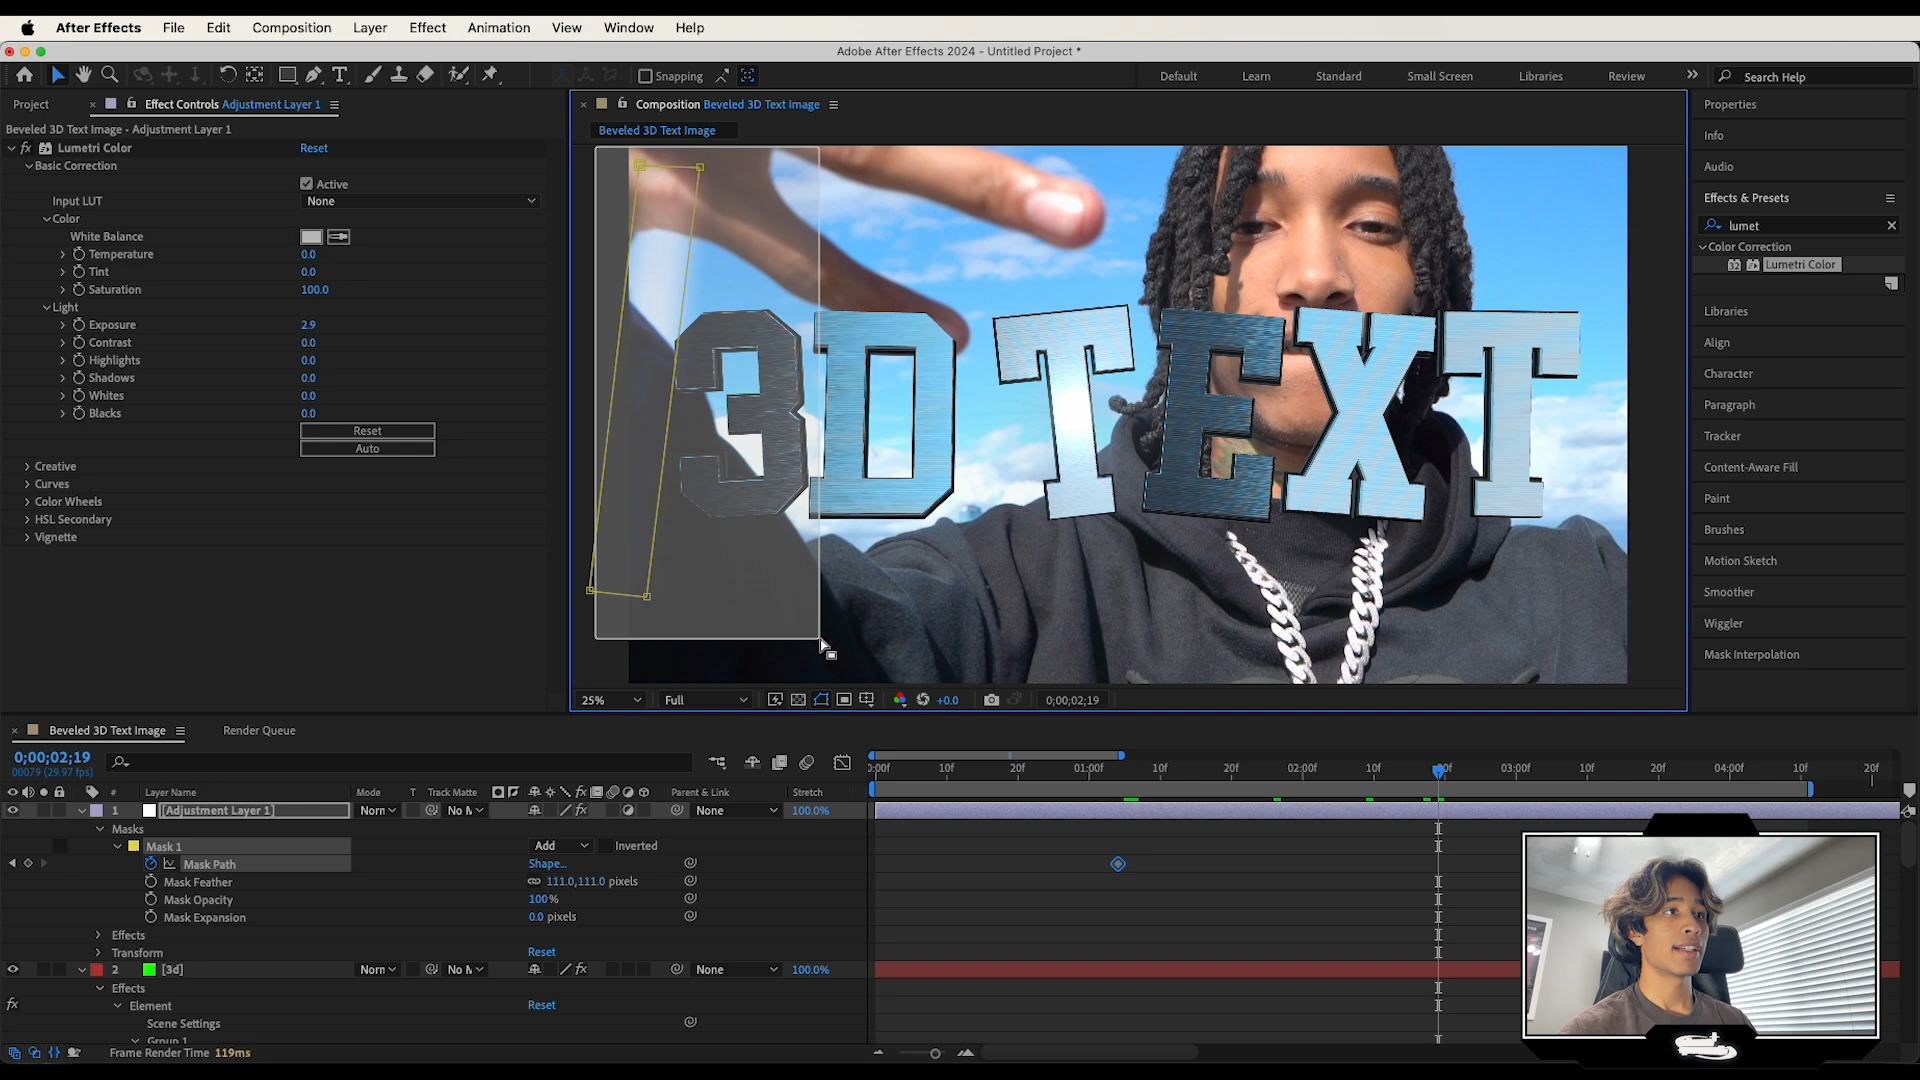 After Effects File Edit Composition Layer Effect Animation View Window Help
Adobe After Effects 2024 - Untitled Project *
Snapping Default Learn Standard Small Screen Libraries Review Search Help
Project Effect Controls Adjustment Layer 1
Composition Beveled 3D Text Image
Properties
Beveled 3D Text Image - Adjustment Layer 1
Beveled 3D Text Image
Info
fx Lumetri Color Reset
Basic Correction
Audio
Active
Effects & Presets
Input LUT None
Color
lumet
White Balance
Color Correction
Temperature 0.0
32 Lumetri Color
Tint 0.0
Saturation 100.0
Light
Libraries
Exposure 2.9
Contrast 0.0
Align
Highlights 0.0
Character
Shadows 0.0
Whites 0.0
Paragraph
Blacks 0.0
Reset
Tracker
Auto
Creative
Content-Aware Fill
Curves
Paint
Color Wheels
HSL Secondary
Brushes
Vignette
Motion Sketch
Smoother
Wiggler
Mask Interpolation
3D TEXT
25% Full +0.0 0;00;02;19
Beveled 3D Text Image Render Queue
0;00;02;19
00079 (29.97 fps)
0:00f 10f 20f 01:00f 10f 20f 02:00f 10f 20f 03:00f 10f 20f 04:00f 10f 20f
# Layer Name Mode T Track Matte fx Parent & Link Stretch
1 [Adjustment Layer 1] Norm No M fx None 100.0%
Masks
Mask 1 Add Inverted
Mask Path Shape...
Mask Feather 111.0,111.0 pixels
Mask Opacity 100%
Mask Expansion 0.0 pixels
Effects
Transform Reset
2 [3d] Norm No M fx None 100.0%
Effects
fx Element Reset
Scene Settings
Group 1
Frame Render Time 119ms